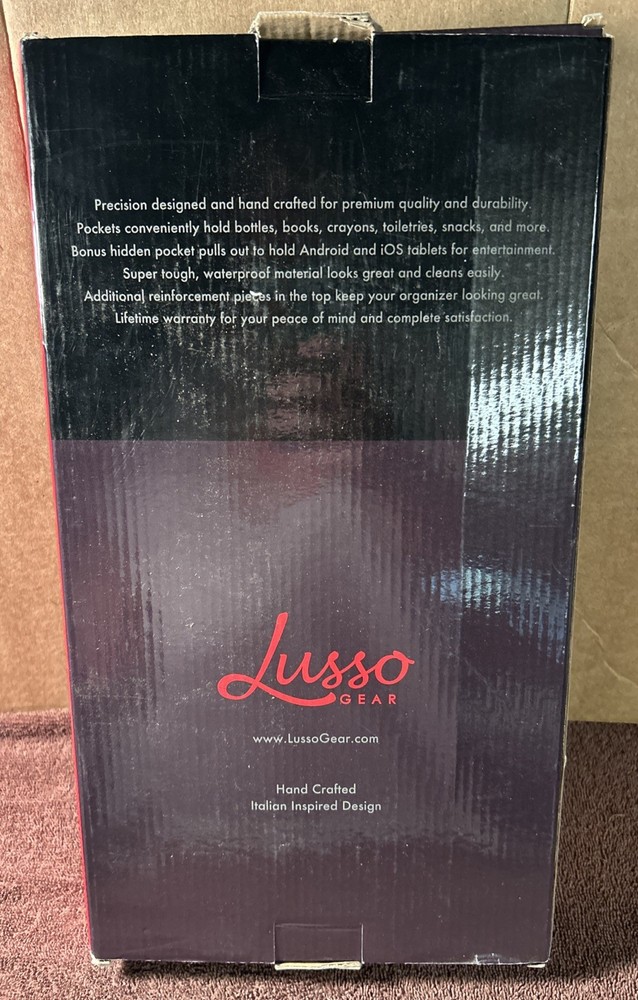 Precision designed and hand crafted for premium quality and durability.
Pockets conveniently hold bottles, books, crayons, toiletries, snacks, and more.
Bonus hidden pocket pulls out to hold Android and iOS tablets for entertainment.
Super tough, waterproof material looks great and cleans easily.
Additional reinforcement pieces in the top keep your organizer looking great.
Lifetime warranty for your peace of mind and complete satisfaction.
Lusso
GEAR
www.LussoGear.com
Hand Crafted
Italian Inspired Design